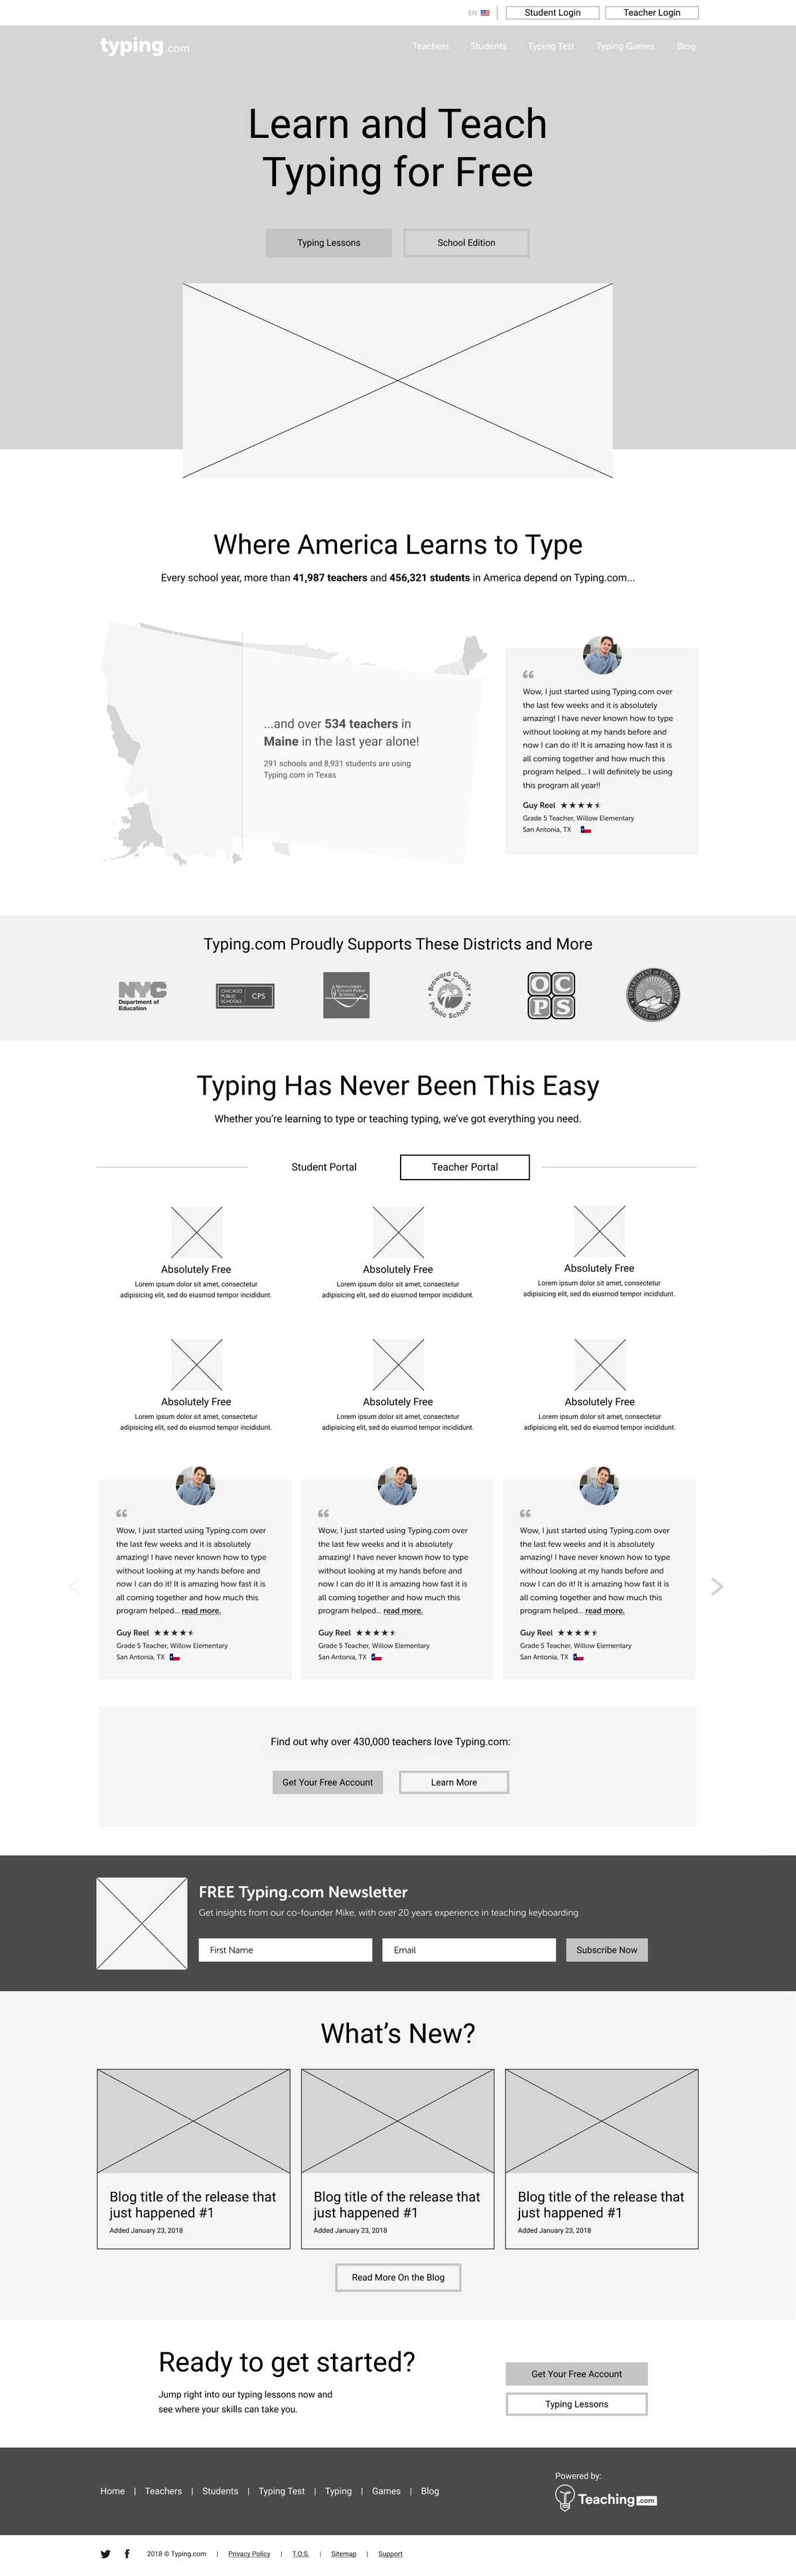 EN
Student Login
Teacher Login
typing.com
Teachers
Students
Typing Test
Typing Games
Blog
Learn and Teach
Typing for Free
Typing Lessons
School Edition
Where America Learns to Type
Every school year, more than 41,987 teachers and 456,321 students in America depend on Typing.com...
...and over 534 teachers in
Maine in the last year alone!
291 schools and 8,931 students are using
Typing.com in Texas
“
Wow, I just started using Typing.com over
the last few weeks and it is absolutely
amazing! I have never known how to type
without looking at my hands before and
now I can do it! It is amazing how fast it is
all coming together and how much this
program helped... I will definitely be using
this program all year!!
Guy Reel
Grade 5 Teacher, Willow Elementary
San Antonia, TX
Typing.com Proudly Supports These Districts and More
NYC
Department of
Education
CHICAGO
PUBLIC
SCHOOLS
CPS
MONTGOMERY
COUNTY PUBLIC
SCHOOLS
Broward County
Public Schools
OC
PS
DEPARTMENT OF EDUCATION
STATE OF HAWAII
Typing Has Never Been This Easy
Whether you’re learning to type or teaching typing, we’ve got everything you need.
Student Portal
Teacher Portal
Absolutely Free
Lorem ipsum dolor sit amet, consectetur
adipisicing elit, sed do eiusmod tempor incididunt.
Absolutely Free
Lorem ipsum dolor sit amet, consectetur
adipisicing elit, sed do eiusmod tempor incididunt.
Absolutely Free
Lorem ipsum dolor sit amet, consectetur
adipisicing elit, sed do eiusmod tempor incididunt.
Absolutely Free
Lorem ipsum dolor sit amet, consectetur
adipisicing elit, sed do eiusmod tempor incididunt.
Absolutely Free
Lorem ipsum dolor sit amet, consectetur
adipisicing elit, sed do eiusmod tempor incididunt.
Absolutely Free
Lorem ipsum dolor sit amet, consectetur
adipisicing elit, sed do eiusmod tempor incididunt.
“
Wow, I just started using Typing.com over
the last few weeks and it is absolutely
amazing! I have never known how to type
without looking at my hands before and
now I can do it! It is amazing how fast it is
all coming together and how much this
program helped... read more.
Guy Reel
Grade 5 Teacher, Willow Elementary
San Antonia, TX
“
Wow, I just started using Typing.com over
the last few weeks and it is absolutely
amazing! I have never known how to type
without looking at my hands before and
now I can do it! It is amazing how fast it is
all coming together and how much this
program helped... read more.
Guy Reel
Grade 5 Teacher, Willow Elementary
San Antonia, TX
“
Wow, I just started using Typing.com over
the last few weeks and it is absolutely
amazing! I have never known how to type
without looking at my hands before and
now I can do it! It is amazing how fast it is
all coming together and how much this
program helped... read more.
Guy Reel
Grade 5 Teacher, Willow Elementary
San Antonia, TX
Find out why over 430,000 teachers love Typing.com:
Get Your Free Account
Learn More
FREE Typing.com Newsletter
Get insights from our co-founder Mike, with over 20 years experience in teaching keyboarding
First Name
Email
Subscribe Now
What’s New?
Blog title of the release that
just happened #1
Added January 23, 2018
Blog title of the release that
just happened #1
Added January 23, 2018
Blog title of the release that
just happened #1
Added January 23, 2018
Read More On the Blog
Ready to get started?
Jump right into our typing lessons now and
see where your skills can take you.
Get Your Free Account
Typing Lessons
Home | Teachers | Students | Typing Test | Typing | Games | Blog
Powered by:
Teaching.com
2018 © Typing.com | Privacy Policy | T.O.S. | Sitemap | Support